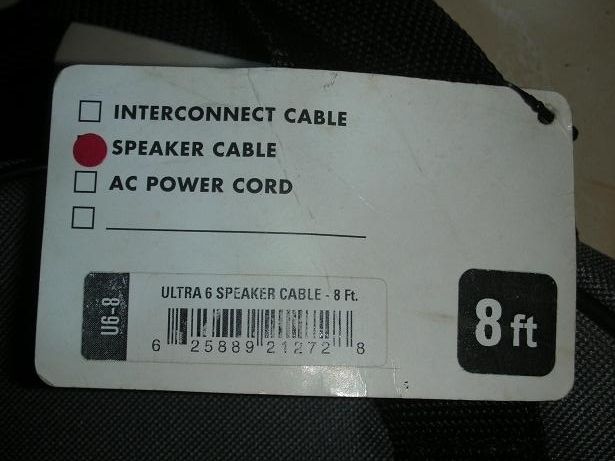 INTERCONNECT CABLE
SPEAKER CABLE
AC POWER CORD
U6-8
ULTRA 6 SPEAKER CABLE - 8 Ft.
6 25889 21272 8
8 ft